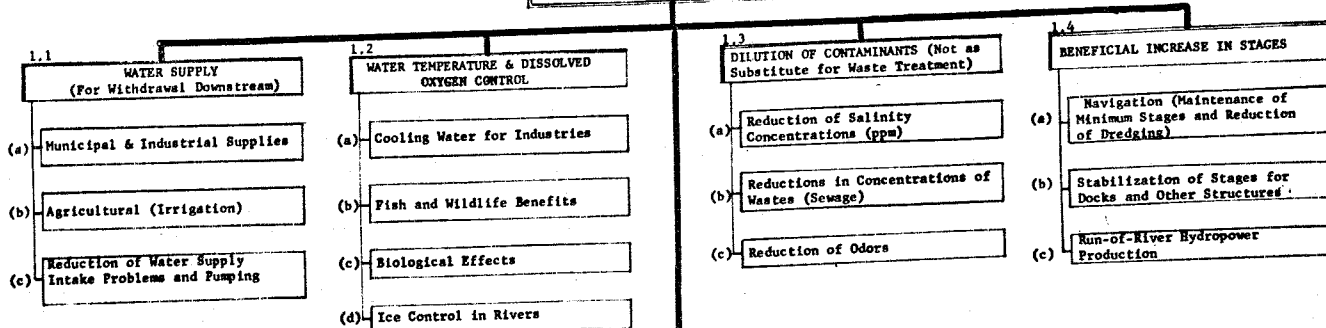 1.1
WATER SUPPLY
(For Withdrawal Downstream)
(a) Municipal & Industrial Supplies
(b) Agricultural (Irrigation)
(c) Reduction of Water Supply
Intake Problems and Pumping
1.2
WATER TEMPERATURE & DISSOLVED
OXYGEN CONTROL
(a) Cooling Water for Industries
(b) Fish and Wildlife Benefits
(c) Biological Effects
(d) Ice Control in Rivers
1.3
DILUTION OF CONTAMINANTS (Not as
Substitute for Waste Treatment)
(a) Reduction of Salinity
Concentrations (ppm)
(b) Reductions in Concentrations of
Wastes (Sewage)
(c) Reduction of Odors
1.4
BENEFICIAL INCREASE IN STAGES
(a) Navigation (Maintenance of
Minimum Stages and Reduction
of Dredging)
(b) Stabilization of Stages for
Docks and Other Structures
(c) Run-of-River Hydropower
Production